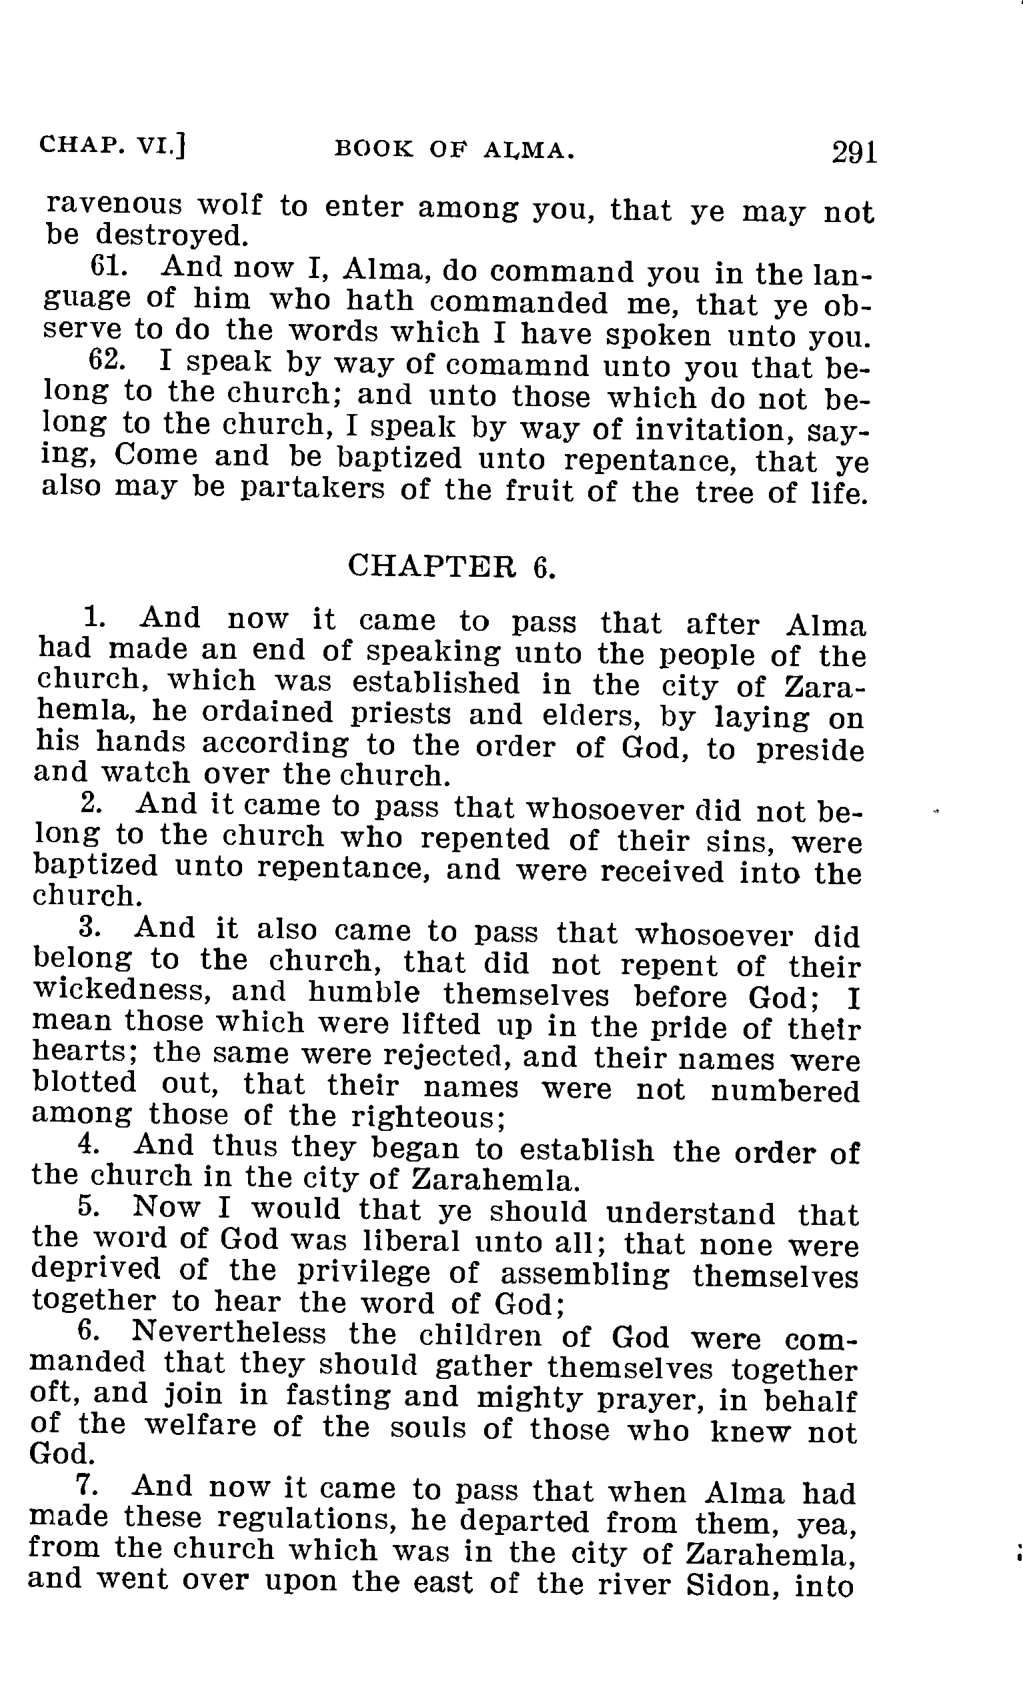 CHAP. VI.] BOOK OF ALMA. 291
ravenous wolf to enter among you, that ye may not
be destroyed.
61. And now I, Alma, do command you in the lan-
guage of him who hath commanded me, that ye ob-
serve to do the words which I have spoken unto you.
62. I speak by way of comamnd unto you that be-
long to the church; and unto those which do not be-
long to the church, I speak by way of invitation, say-
ing, Come and be baptized unto repentance, that ye
also may be partakers of the fruit of the tree of life.
CHAPTER 6.
1. And now it came to pass that after Alma
had made an end of speaking unto the people of the
church, which was established in the city of Zara-
hemla, he ordained priests and elders, by laying on
his hands according to the order of God, to preside
and watch over the church.
2. And it came to pass that whosoever did not be-
long to the church who repented of their sins, were
baptized unto repentance, and were received into the
church.
3. And it also came to pass that whosoever did
belong to the church, that did not repent of their
wickedness, and humble themselves before God; I
mean those which were lifted up in the pride of their
hearts; the same were rejected, and their names were
blotted out, that their names were not numbered
among those of the righteous;
4. And thus they began to establish the order of
the church in the city of Zarahemla.
5. Now I would that ye should understand that
the word of God was liberal unto all; that none were
deprived of the privilege of assembling themselves
together to hear the word of God;
6. Nevertheless the children of God were com-
manded that they should gather themselves together
oft, and join in fasting and mighty prayer, in behalf
of the welfare of the souls of those who knew not
God.
7. And now it came to pass that when Alma had
made these regulations, he departed from them, yea,
from the church which was in the city of Zarahemla,
and went over upon the east of the river Sidon, into